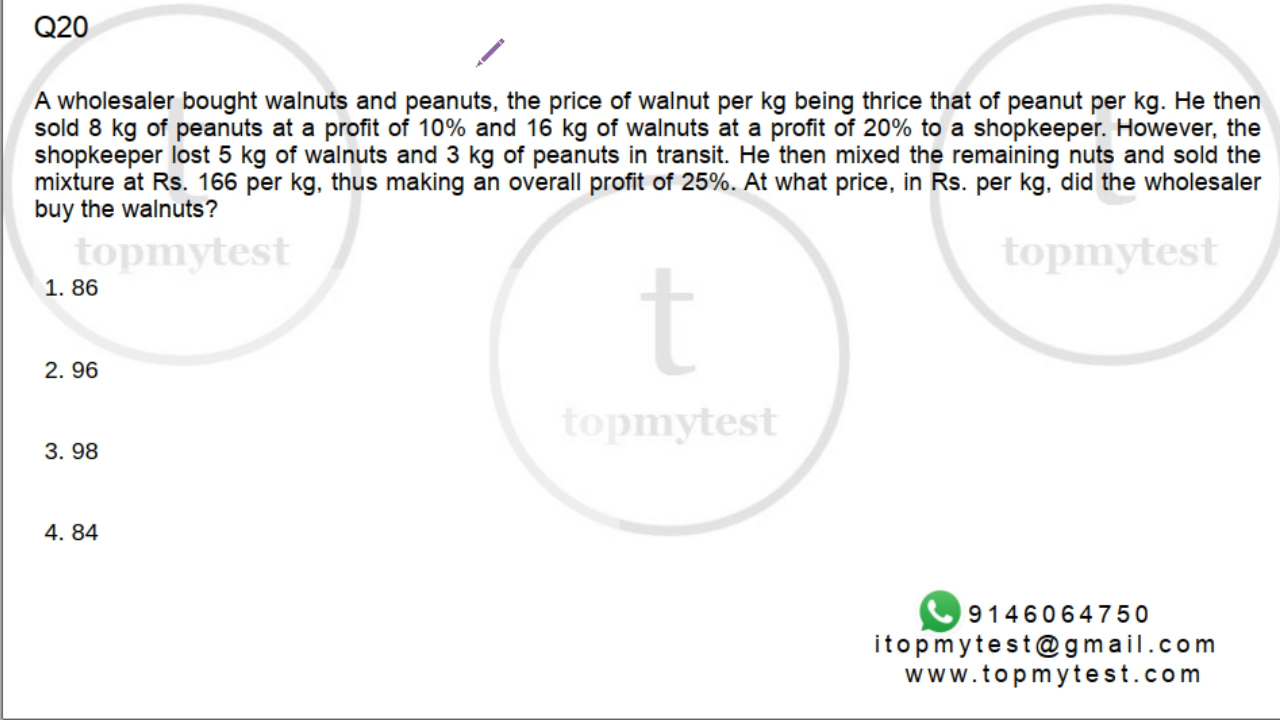 Q20
A wholesaler bought walnuts and peanuts, the price of walnut per kg being thrice that of peanut per kg. He then
sold 8 kg of peanuts at a profit of 10% and 16 kg of walnuts at a profit of 20% to a shopkeeper. However, the
shopkeeper lost 5 kg of walnuts and 3 kg of peanuts in transit. He then mixed the remaining nuts and sold the
mixture at Rs. 166 per kg, thus making an overall profit of 25%. At what price, in Rs. per kg, did the wholesaler
buy the walnuts?
t
topmytest
t
topmytest
t
topmytest
1. 86
2. 96
3. 98
4. 84
9146064750
itopmytest@gmail.com
www.topmytest.com